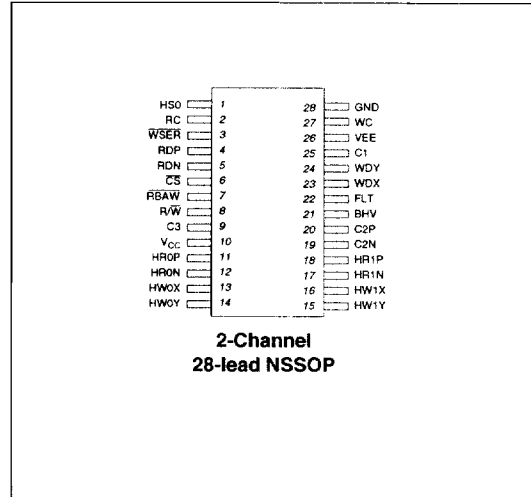 HS0 1 28 GND
RC 2 27 WC
W̅S̅E̅R̅ 3 26 VEE
RDP 4 25 C1
RDN 5 24 WDY
C̅S̅ 6 23 WDX
R̅B̅A̅W̅ 7 22 FLT
R/W̅ 8 21 BHV
C3 9 20 C2P
VCC 10 19 C2N
HR0P 11 18 HR1P
HR0N 12 17 HR1N
HW0X 13 16 HW1X
HW0Y 14 15 HW1Y
2-Channel
28-lead NSSOP